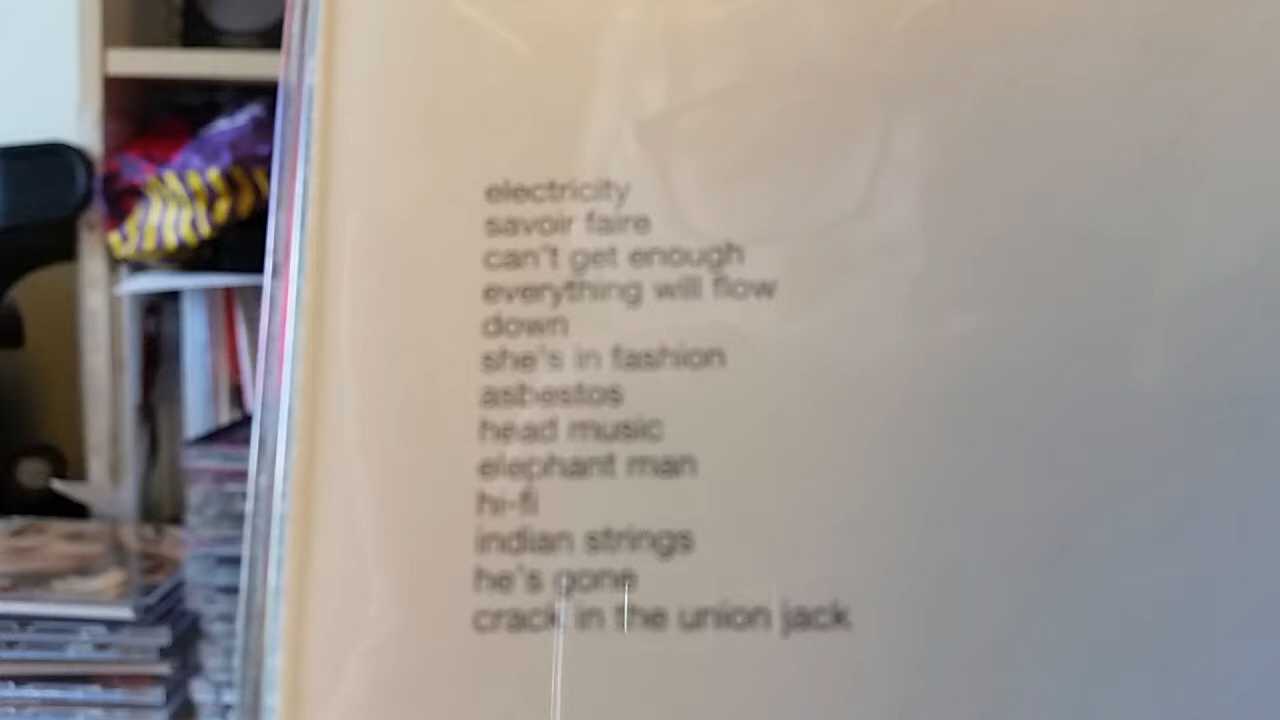 electricity
savoir faire
can't get enough
everything will flow
down
she's in fashion
asbestos
head music
elephant man
hi-fi
indian strings
he's gone
crack in the union jack